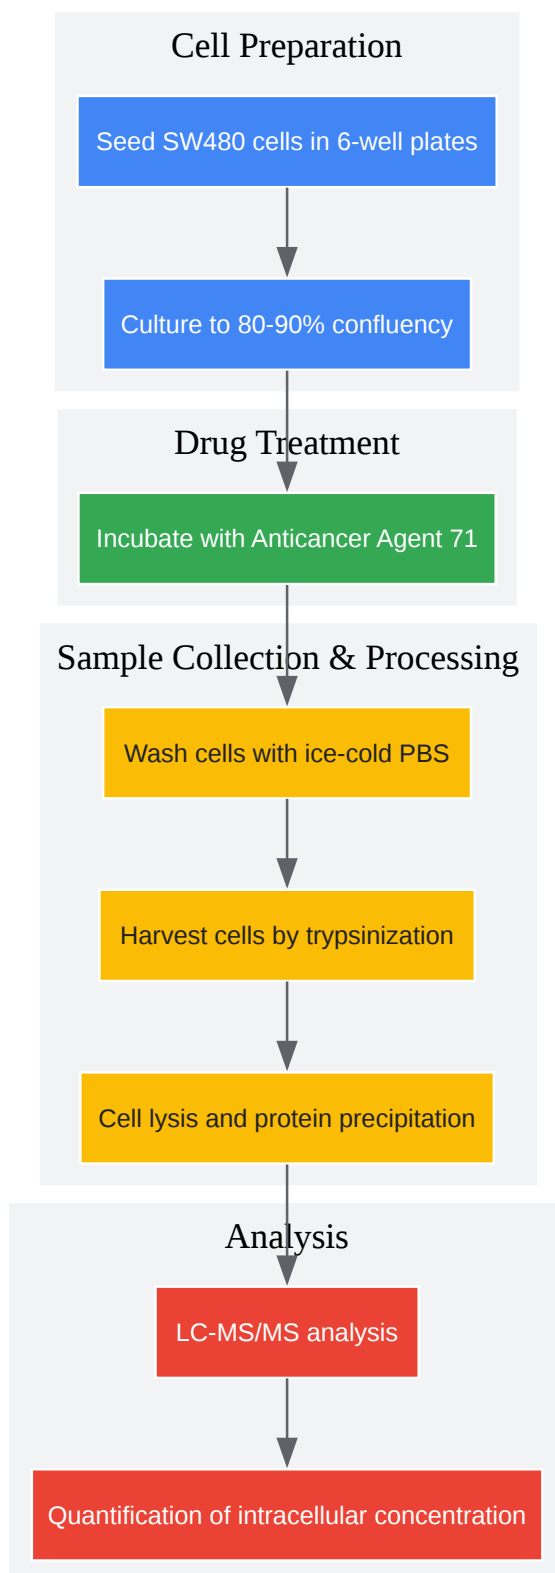 Cell Preparation
Seed SW480 cells in 6-well plates
Culture to 80-90% confluency
Drug Treatment
Incubate with Anticancer Agent 71
Sample Collection & Processing
Wash cells with ice-cold PBS
Harvest cells by trypsinization
Cell lysis and protein precipitation
Analysis
LC-MS/MS analysis
Quantification of intracellular concentration